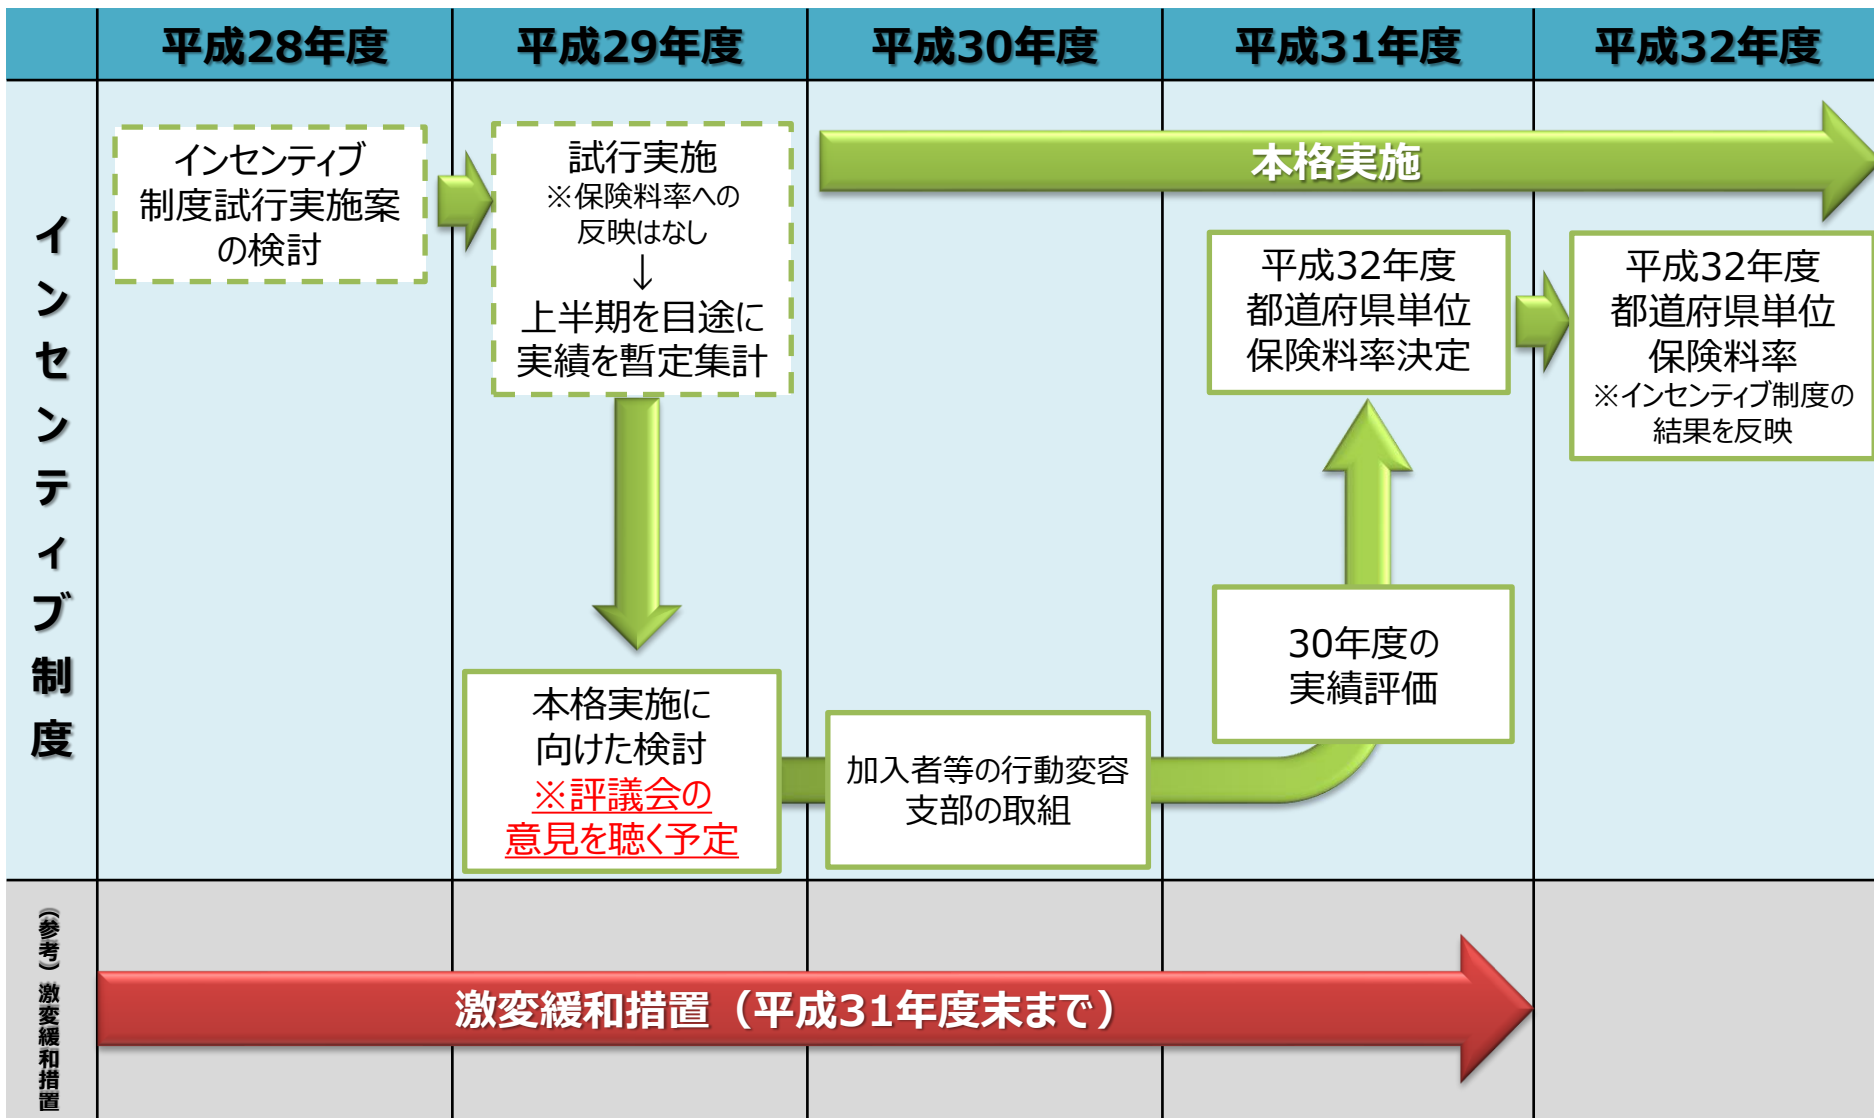 平成28年度
平成29年度
平成30年度
平成31年度
平成32年度
インセンティブ制度
インセンティブ
制度試行実施案
の検討
試行実施
※保険料率への
反映はなし
↓
上半期を目途に
実績を暫定集計
本格実施
平成32年度
都道府県単位
保険料率決定
平成32年度
都道府県単位
保険料率
※インセンティブ制度の
結果を反映
本格実施に
向けた検討
※評議会の
意見を聴く予定
加入者等の行動変容
支部の取組
30年度の
実績評価
（参考）激変緩和措置
激変緩和措置（平成31年度末まで）